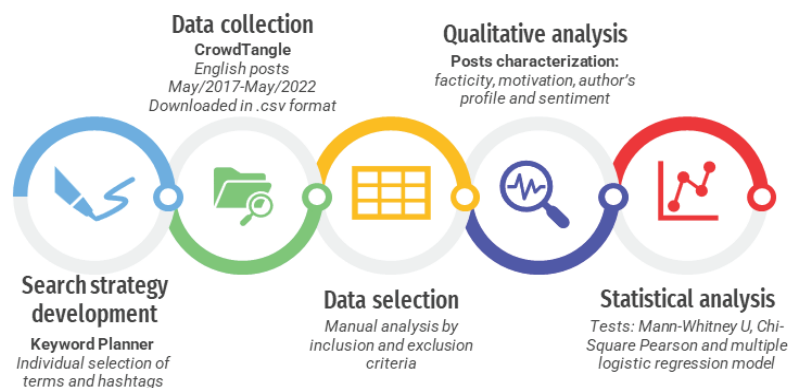 Search strategy
development
Keyword Planner
Individual selection of
terms and hashtags
Data collection
CrowdTangle
English posts
May/2017-May/2022
Downloaded in .csv format
Data selection
Manual analysis by
inclusion and exclusion
criteria
Qualitative analysis
Posts characterization:
facticity, motivation, author's
profile and sentiment
Statistical analysis
Tests: Mann-Whitney U, Chi-
Square Pearson and multiple
logistic regression model